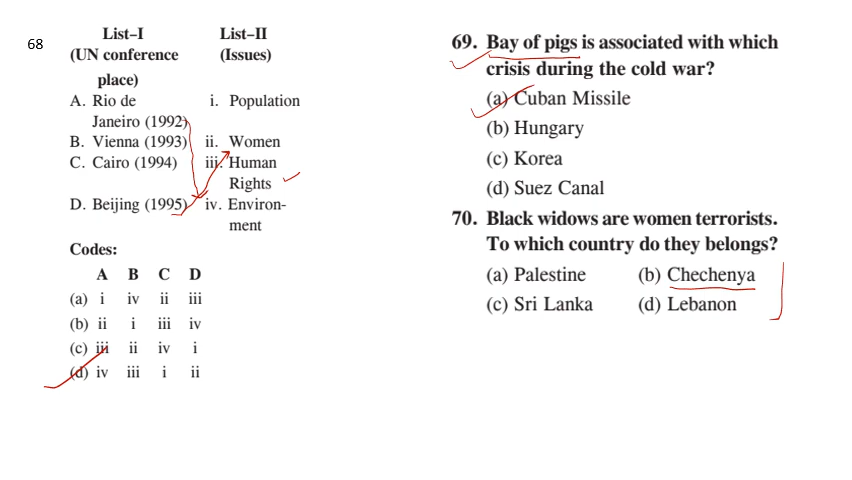 68
List–I List–II
(UN conference (Issues)
place)
A. Rio de i. Population
Janeiro (1992)
B. Vienna (1993) ii. Women
C. Cairo (1994) iii. Human
Rights
D. Beijing (1995) iv. Environ-
ment
Codes:
A B C D
(a) i iv ii iii
(b) ii i iii iv
(c) iii ii iv i
(d) iv iii i ii
69. Bay of pigs is associated with which
crisis during the cold war?
(a) Cuban Missile
(b) Hungary
(c) Korea
(d) Suez Canal
70. Black widows are women terrorists.
To which country do they belongs?
(a) Palestine (b) Chechenya
(c) Sri Lanka (d) Lebanon